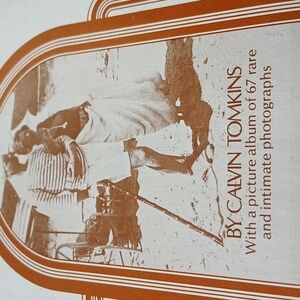 BY CALVIN TOMKINS
With a picture album of 67 rare
and intimate photographs